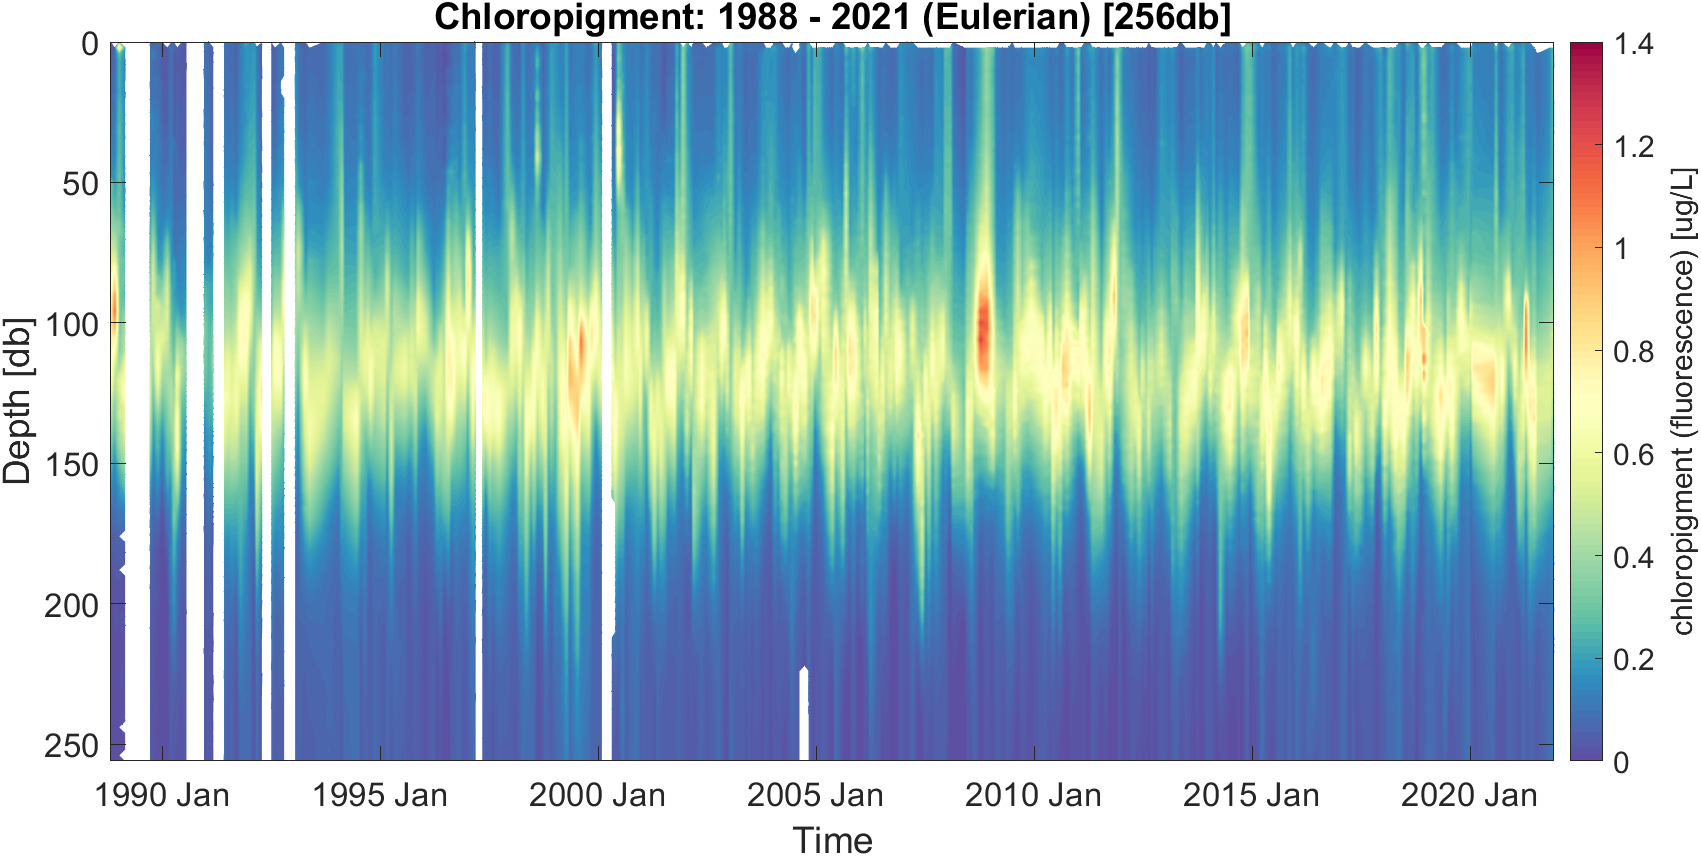 Chloropigment: 1988 - 2021 (Eulerian) [256db]
0
50
100
150
200
250
Depth [db]
1990 Jan
1995 Jan
2000 Jan
2005 Jan
2010 Jan
2015 Jan
2020 Jan
Time
1.4
1.2
1
0.8
0.6
0.4
0.2
0
chloropigment (fluorescence) [ug/L]